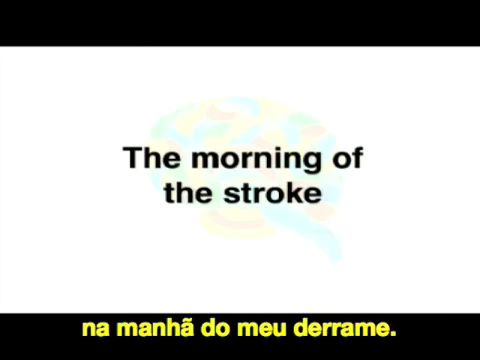 The morning of
the stroke
na manhã do meu derrame.